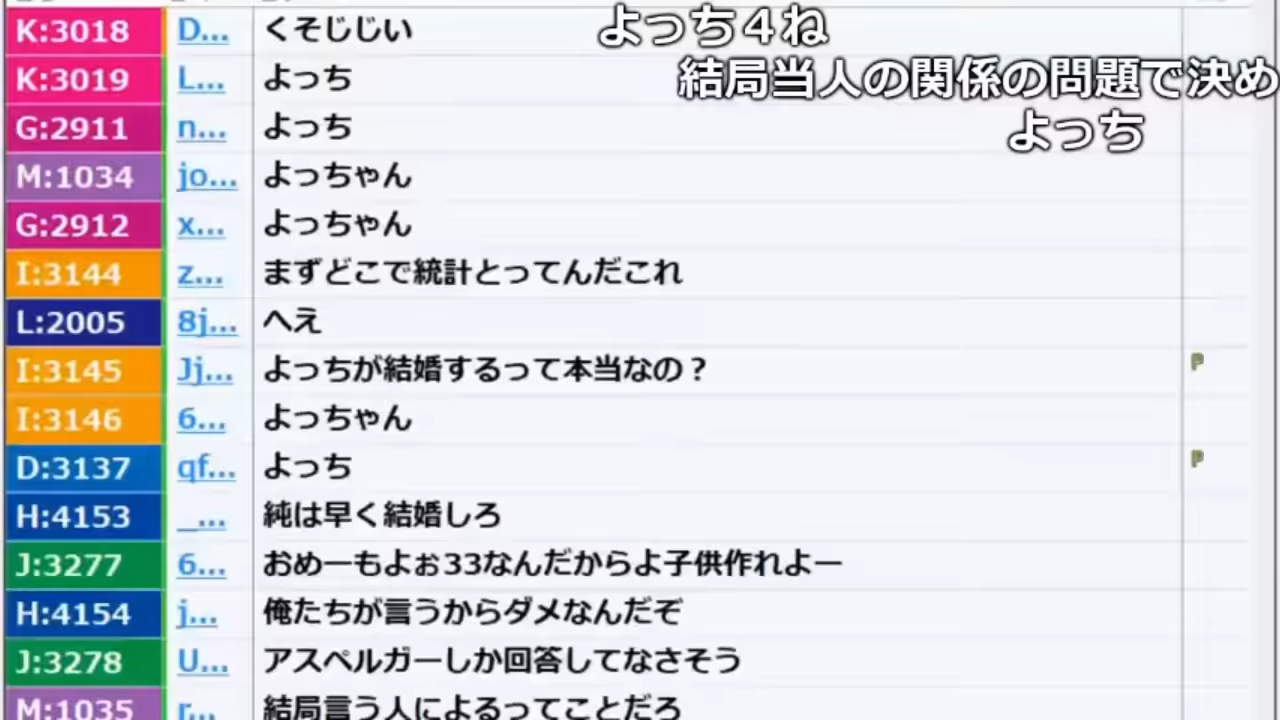 よっち４ね
K:3018 D... くそじじい
結局当人の関係の問題で決め
K:3019 L... よっち
よっち
G:2911 n... よっち
M:1034 jo... よっちゃん
G:2912 x... よっちゃん
I:3144 z... まずどこで統計とってんだこれ
L:2005 8j... へえ
I:3145 Jj... よっちが結婚するって本当なの？ P
I:3146 6... よっちゃん
D:3137 qf... よっち P
H:4153 _... 純は早く結婚しろ
J:3277 6... おめーもよぉ33なんだからよ子供作れよー
H:4154 j... 俺たちが言うからダメなんだぞ
J:3278 U... アスペルガーしか回答してなさそう
M:1035 r... 結局言う人によるってことだろ